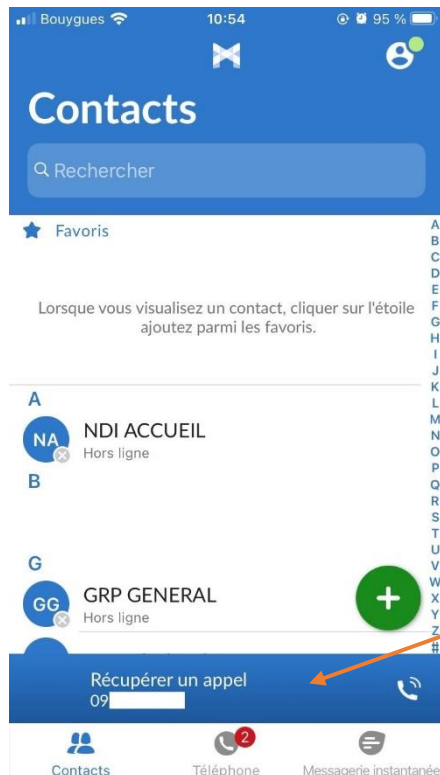 Bouygues 10:54 95 %
Contacts
Rechercher
Favoris
Lorsque vous visualisez un contact, cliquer sur l'étoile
ajoutez parmi les favoris.
A
NA NDI ACCUEIL
Hors ligne
B
G
GG GRP GENERAL
Hors ligne
+
A
B
C
D
E
F
G
H
I
J
K
L
M
N
O
P
Q
R
S
T
U
V
W
X
Y
Z
#
Récupérer un appel
09
2
Contacts Téléphone Messagerie instantanée